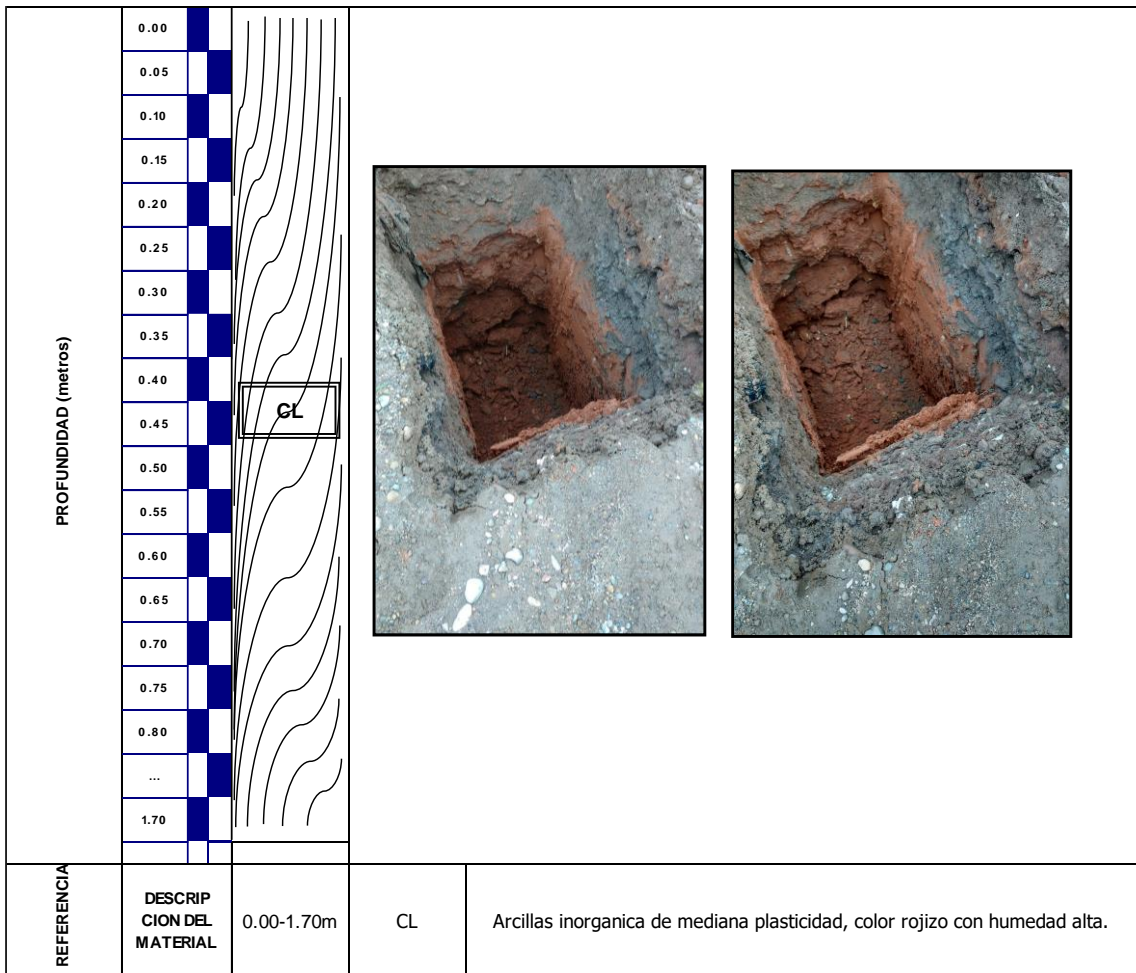 PROFUNDIDAD (metros)
0.00
0.05
0.10
0.15
0.20
0.25
0.30
0.35
0.40
0.45
0.50
0.55
0.60
0.65
0.70
0.75
0.80
...
1.70
CL
REFERENCIA
DESCRIP
CION DEL
MATERIAL
0.00-1.70m
CL
Arcillas inorganica de mediana plasticidad, color rojizo con humedad alta.